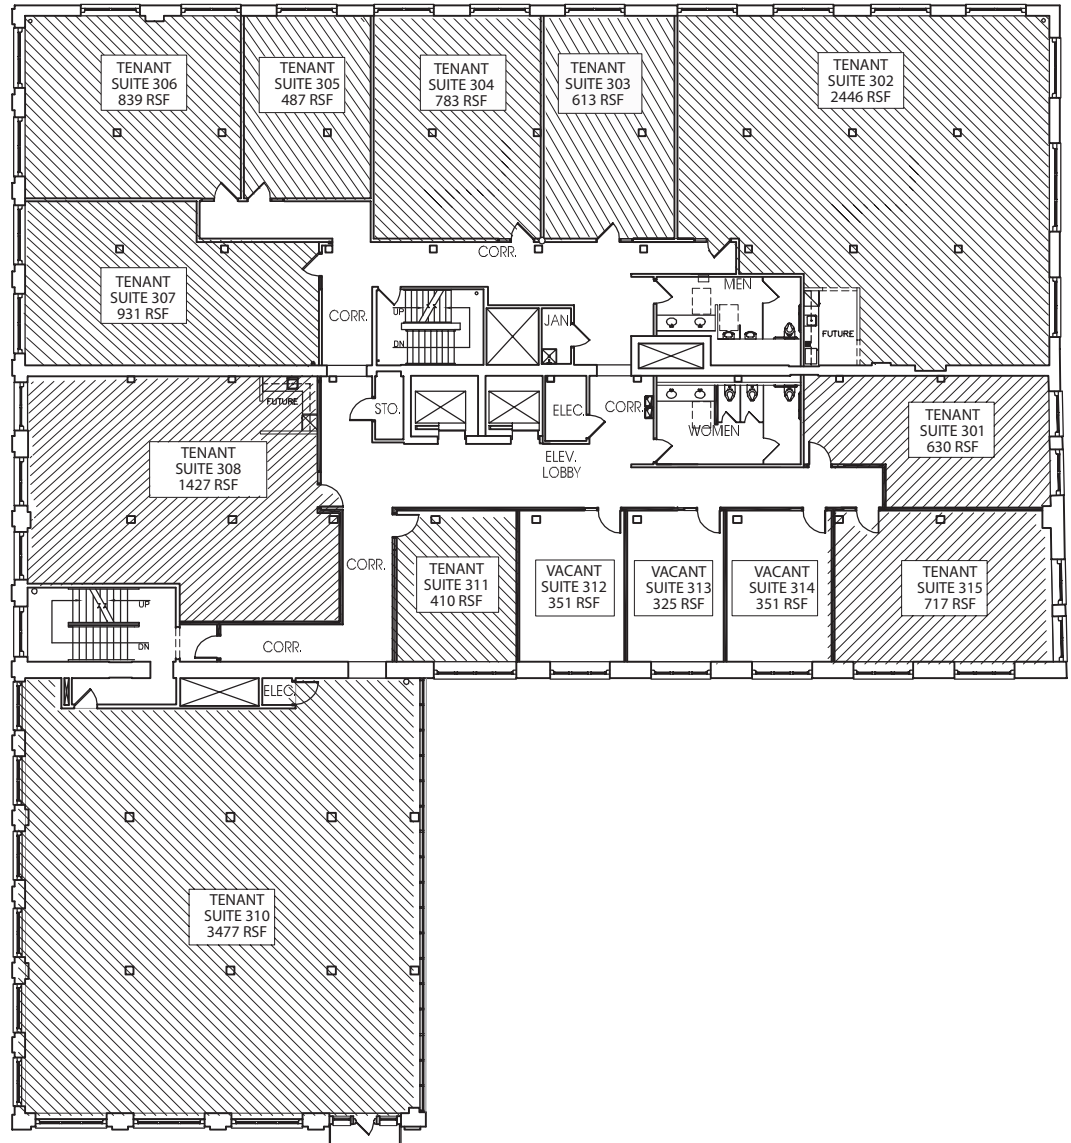 TENANT
SUITE 306
839 RSF
TENANT
SUITE 305
487 RSF
TENANT
SUITE 304
783 RSF
TENANT
SUITE 303
613 RSF
TENANT
SUITE 302
2446 RSF
CORR.
TENANT
SUITE 307
931 RSF
CORR.
UP
DN
JAN.
MEN
FUTURE
FUTURE
STO.
ELEC.
CORR.
WOMEN
TENANT
SUITE 301
630 RSF
TENANT
SUITE 308
1427 RSF
ELEV.
LOBBY
CORR.
TENANT
SUITE 311
410 RSF
VACANT
SUITE 312
351 RSF
VACANT
SUITE 313
325 RSF
VACANT
SUITE 314
351 RSF
TENANT
SUITE 315
717 RSF
UP
DN
CORR.
ELEC.
TENANT
SUITE 310
3477 RSF